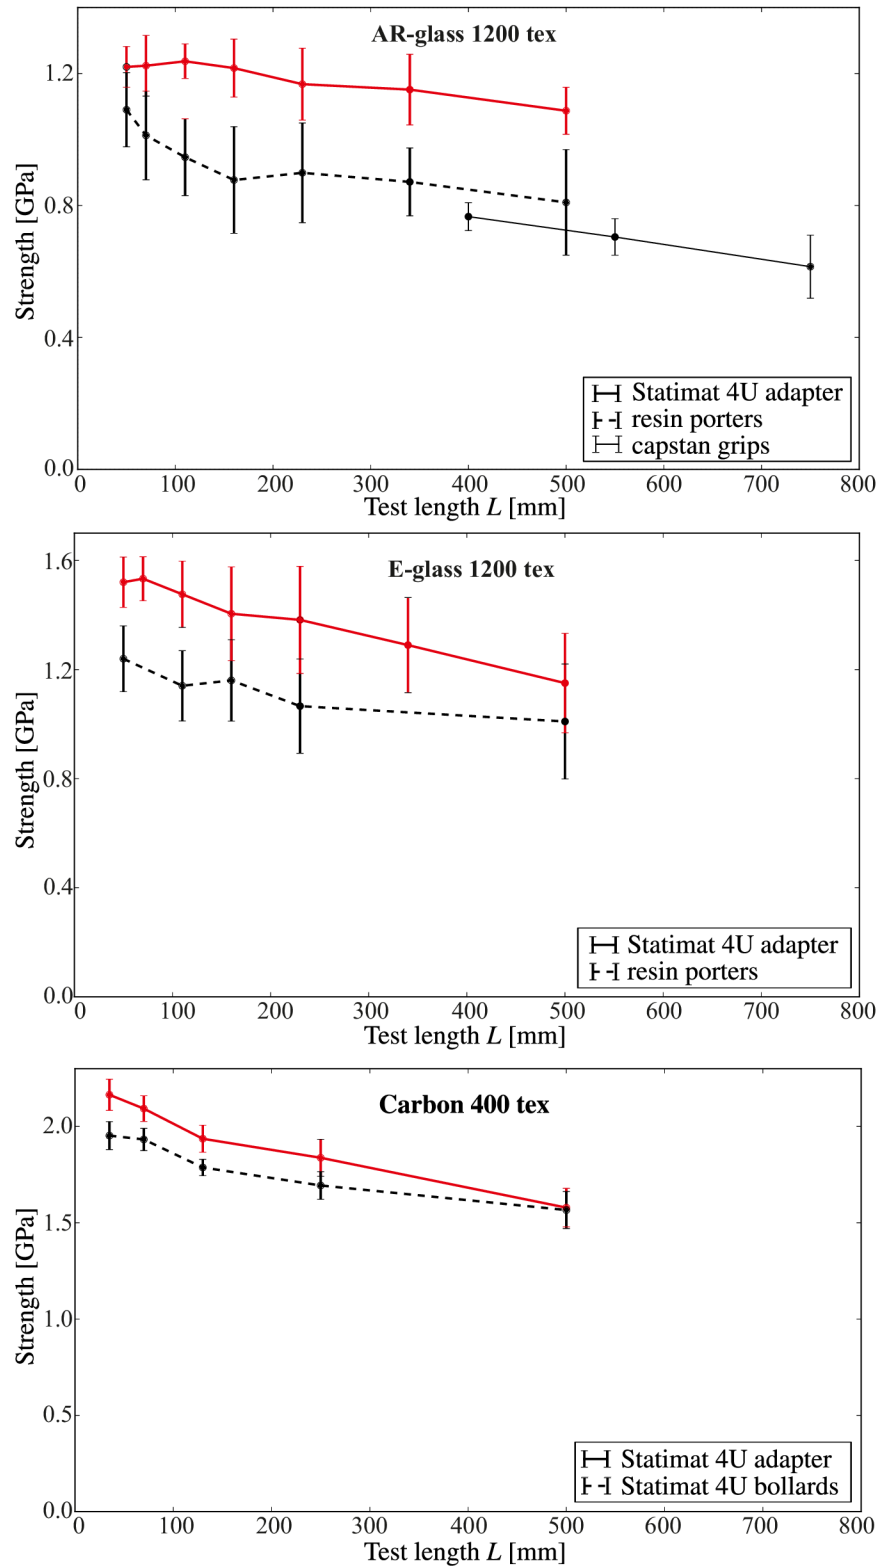 AR-glass 1200 tex
1.2
0.8
0.4
0.0
Strength [GPa]
Statimat 4U adapter
resin porters
capstan grips
0 100 200 300 400 500 600 700 800
Test length L [mm]
E-glass 1200 tex
1.6
1.2
0.8
0.4
0.0
Strength [GPa]
Statimat 4U adapter
resin porters
0 100 200 300 400 500 600 700 800
Test length L [mm]
Carbon 400 tex
2.0
1.5
1.0
0.5
0.0
Strength [GPa]
Statimat 4U adapter
Statimat 4U bollards
0 100 200 300 400 500 600 700 800
Test length L [mm]